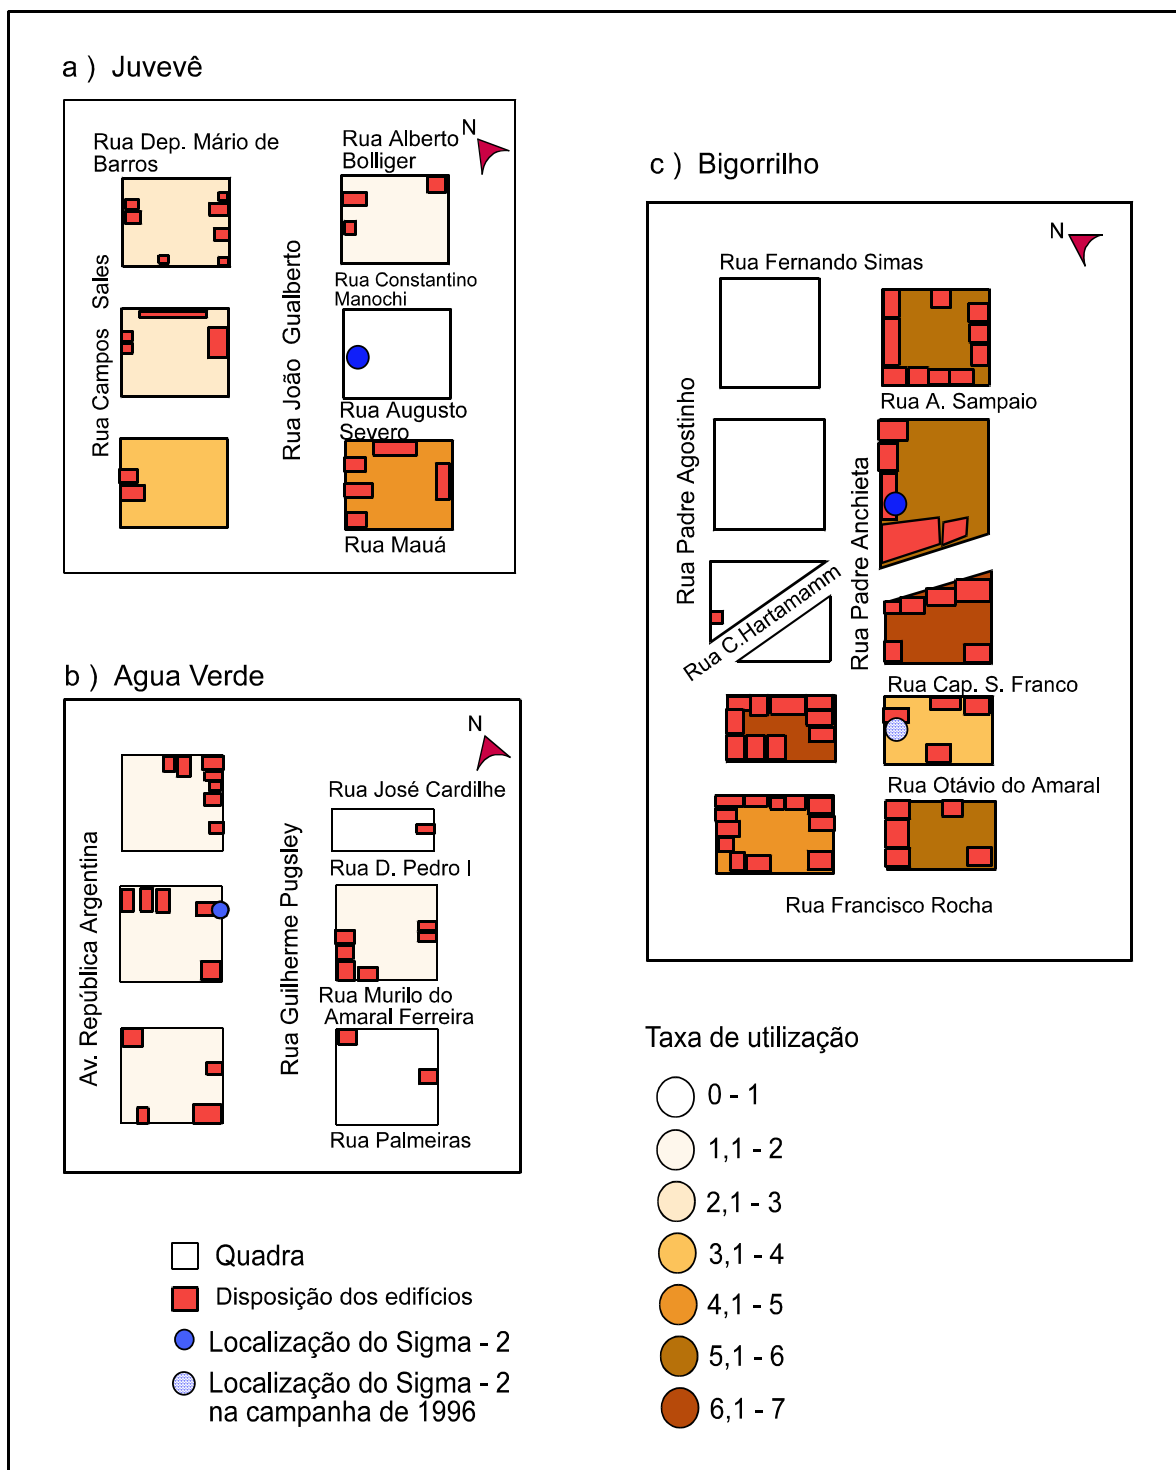 a ) Juvevê
N
Rua Dep. Mário de
Barros
Rua Alberto
Bolliger
Rua Campos Sales
Rua João Gualberto
Rua Constantino
Manochi
Rua Augusto
Severo
Rua Mauá
b ) Agua Verde
N
Av. República Argentina
Rua Guilherme Pugsley
Rua José Cardilhe
Rua D. Pedro I
Rua Murilo do
Amaral Ferreira
Rua Palmeiras
c ) Bigorrilho
N
Rua Fernando Simas
Rua Padre Agostinho
Rua Padre Anchieta
Rua A. Sampaio
Rua C.Hartamamm
Rua Cap. S. Franco
Rua Otávio do Amaral
Rua Francisco Rocha
Quadra
Disposição dos edifícios
Localização do Sigma - 2
Localização do Sigma - 2
na campanha de 1996
Taxa de utilização
0 - 1
1,1 - 2
2,1 - 3
3,1 - 4
4,1 - 5
5,1 - 6
6,1 - 7